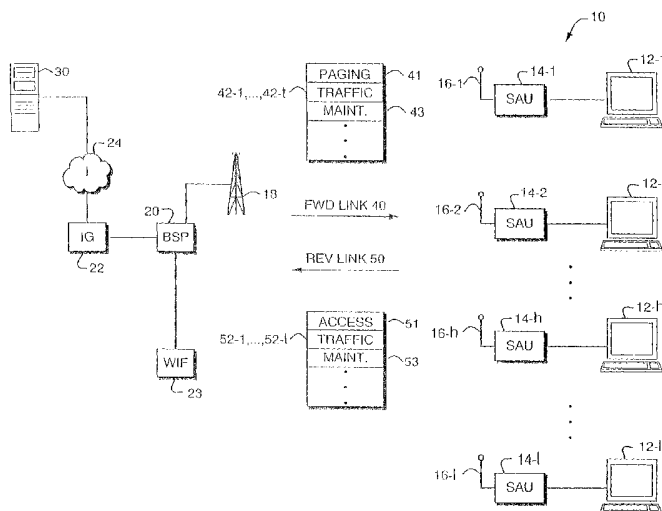 10
30
24
IG
22
20
BSP
WIF
23
18
42-1,...,42-t
PAGING
41
TRAFFIC
MAINT.
43
FWD LINK 40
REV LINK 50
52-1,...,52-t
ACCESS
51
TRAFFIC
MAINT.
53
16-1
14-1
SAU
12-1
16-2
14-2
SAU
12-2
16-h
14-h
SAU
12-h
16-l
14-l
SAU
12-l